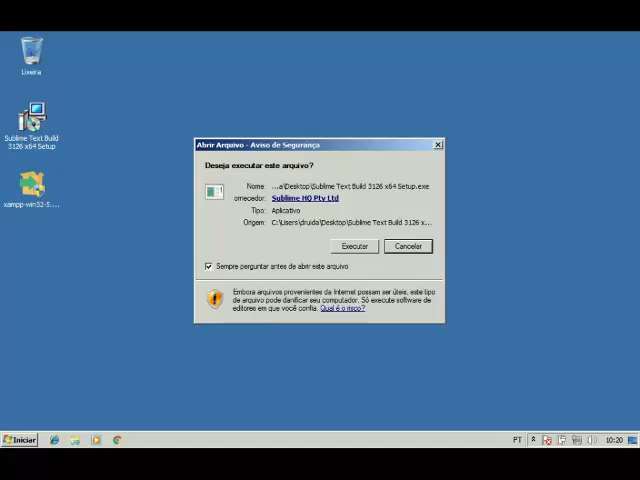 Lixeira
Sublime Text Build
3126 x64 Setup
xampp-win32-5....
Abrir Arquivo - Aviso de Segurança
Deseja executar este arquivo?
Nome: ...a\Desktop\Sublime Text Build 3126 x64 Setup.exe
ornecedor: Sublime HQ Pty Ltd
Tipo: Aplicativo
Origem: C:\Users\druida\Desktop\Sublime Text Build 3126 x...
Executar
Cancelar
Sempre perguntar antes de abrir este arquivo
Embora arquivos provenientes da Internet possam ser úteis, este tipo
de arquivo pode danificar seu computador. Só execute software de
editores em que você confia. Qual é o risco?
Iniciar
PT
10:20